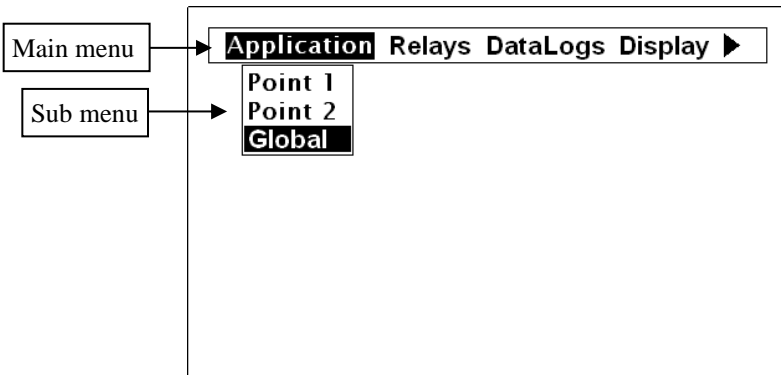 Main menu
Application Relays DataLogs Display ▶
Point 1
Sub menu
Point 2
Global